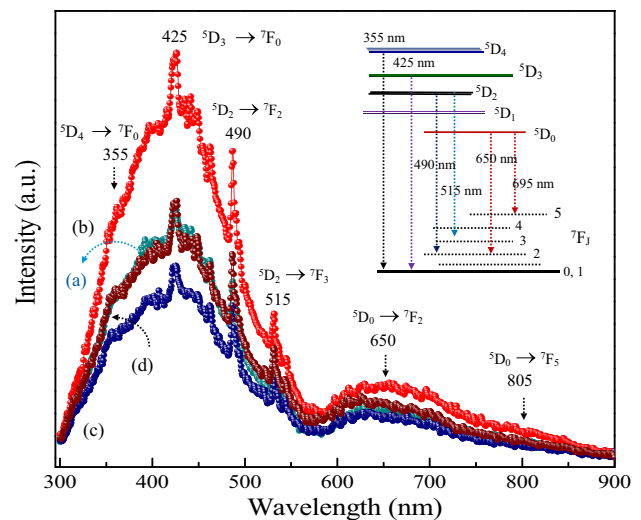 425 ⁵D₃ → ⁷F₀
355 nm
⁵D₄
425 nm
⁵D₃
⁵D₂ → ⁷F₂
490
⁵D₂
⁵D₁
⁵D₄ → ⁷F₀
355
⁵D₀
490 nm
650 nm
515 nm
695 nm
(b)
(a)
5
4
3
2
⁷F_J
0, 1
⁵D₂ → ⁷F₃
515
⁵D₀ → ⁷F₂
650
⁵D₀ → ⁷F₅
805
(d)
(c)
Intensity (a.u.)
300 400 500 600 700 800 900
Wavelength (nm)